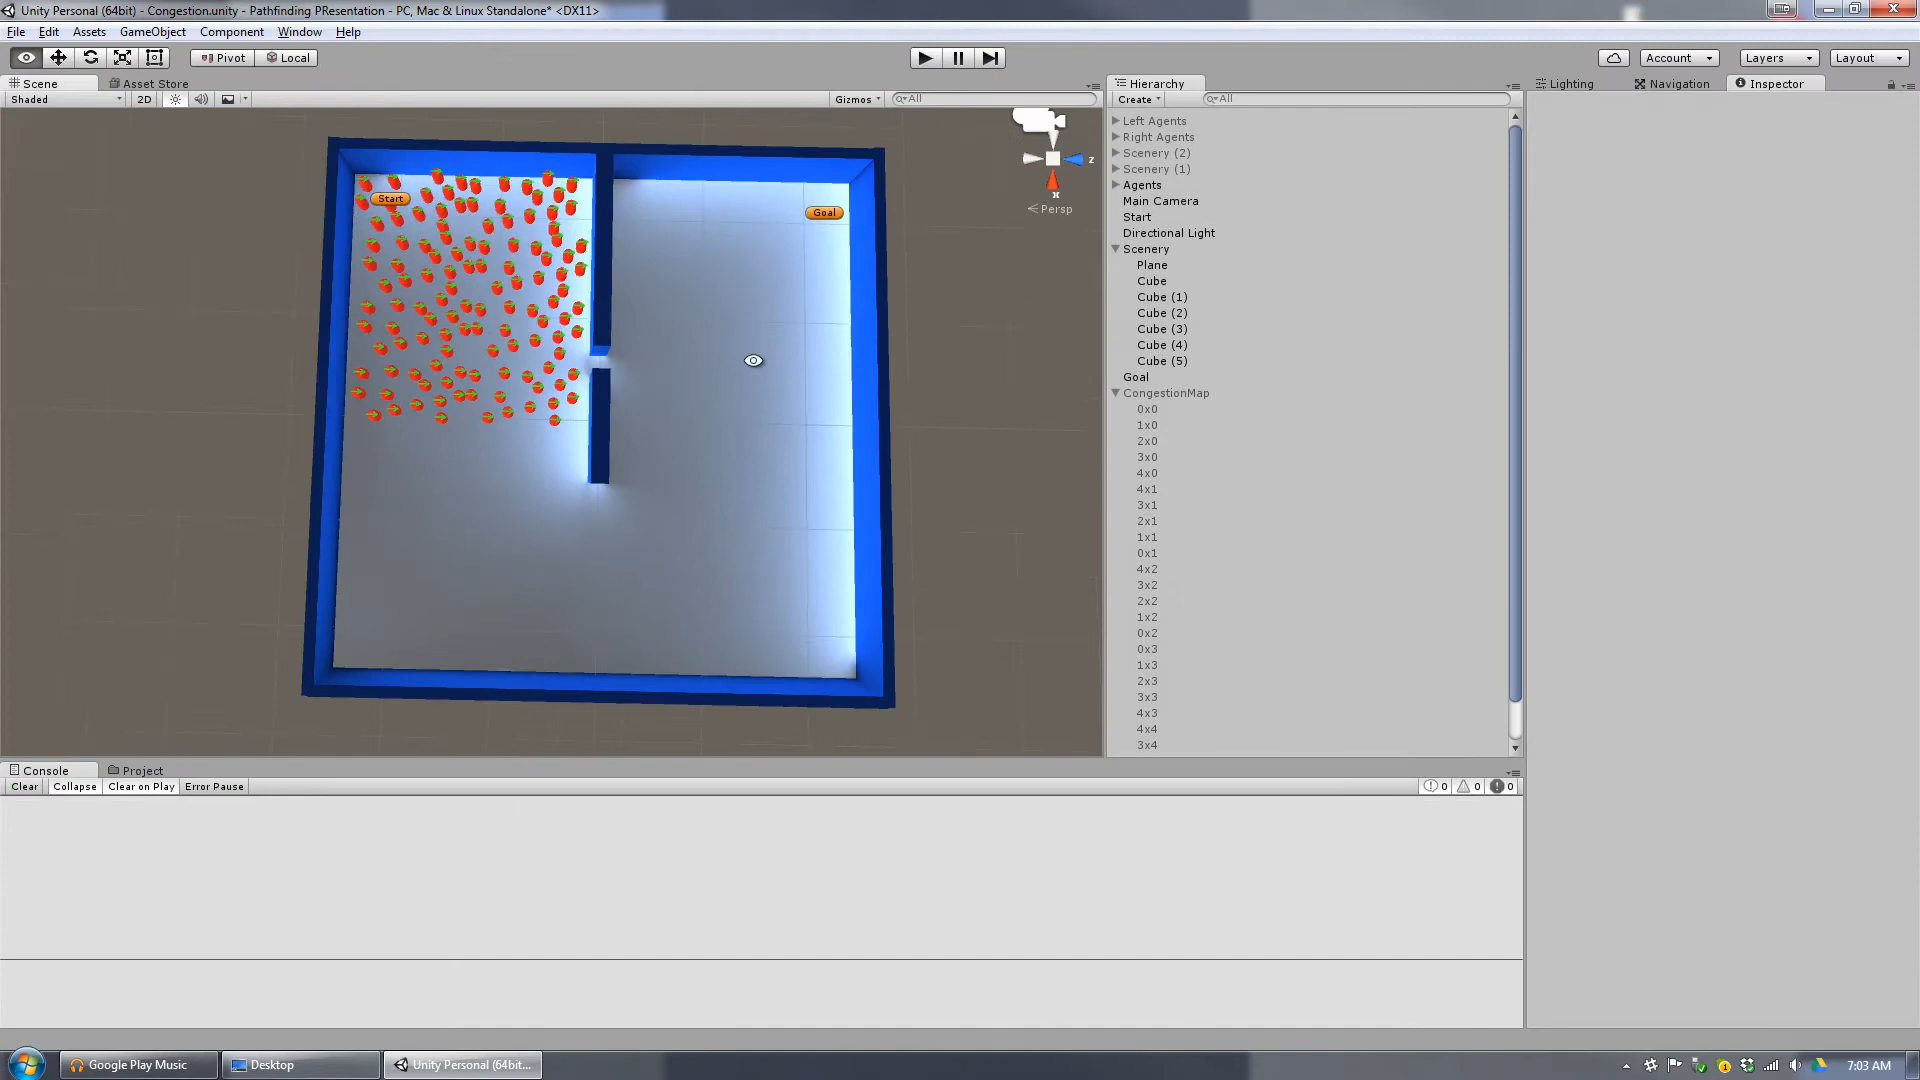 Unity Personal (64bit) - Congestion.unity - Pathfinding PResentation - PC, Mac & Linux Standalone* <DX11>
File Edit Assets GameObject Component Window Help
Pivot Local Account Layers Layout
Scene Asset Store Hierarchy Lighting Navigation Inspector
Shaded 2D Gizmos All Create All
Left Agents
Right Agents
Scenery (2)
Scenery (1)
Agents
Main Camera
Start
Directional Light
Scenery
Plane
Cube
Cube (1)
Cube (2)
Cube (3)
Cube (4)
Cube (5)
Goal
CongestionMap
0x0
1x0
2x0
3x0
4x0
4x1
3x1
2x1
1x1
0x1
4x2
3x2
2x2
1x2
0x2
0x3
1x3
2x3
3x3
4x3
4x4
3x4
z
x
Persp
Start
Goal
Console Project
Clear Collapse Clear on Play Error Pause 0 0 0
Google Play Music Desktop Unity Personal (64bit... 7:03 AM